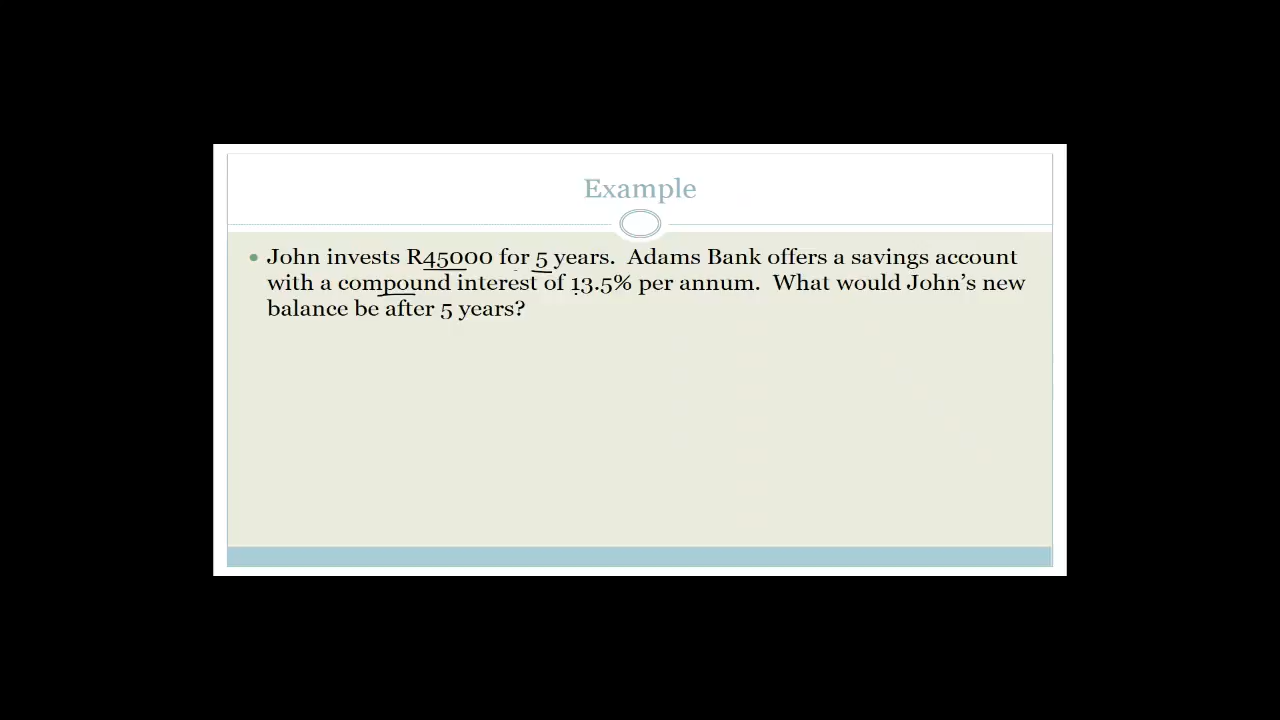 Example
• John invests R45000 for 5 years. Adams Bank offers a savings account
with a compound interest of 13.5% per annum. What would John's new
balance be after 5 years?